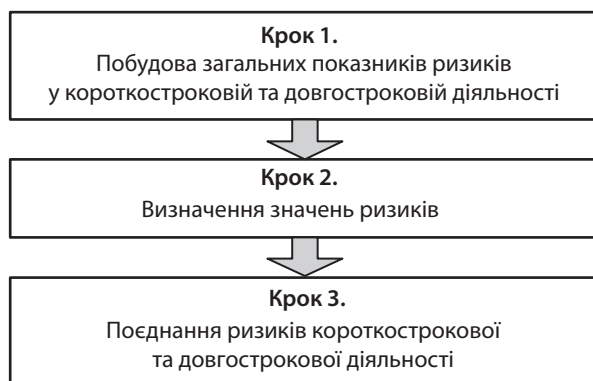 Крок 1.
Побудова загальних показників ризиків
у короткостроковій та довгостроковій діяльності
Крок 2.
Визначення значень ризиків
Крок 3.
Поєднання ризиків короткострокової
та довгострокової діяльності